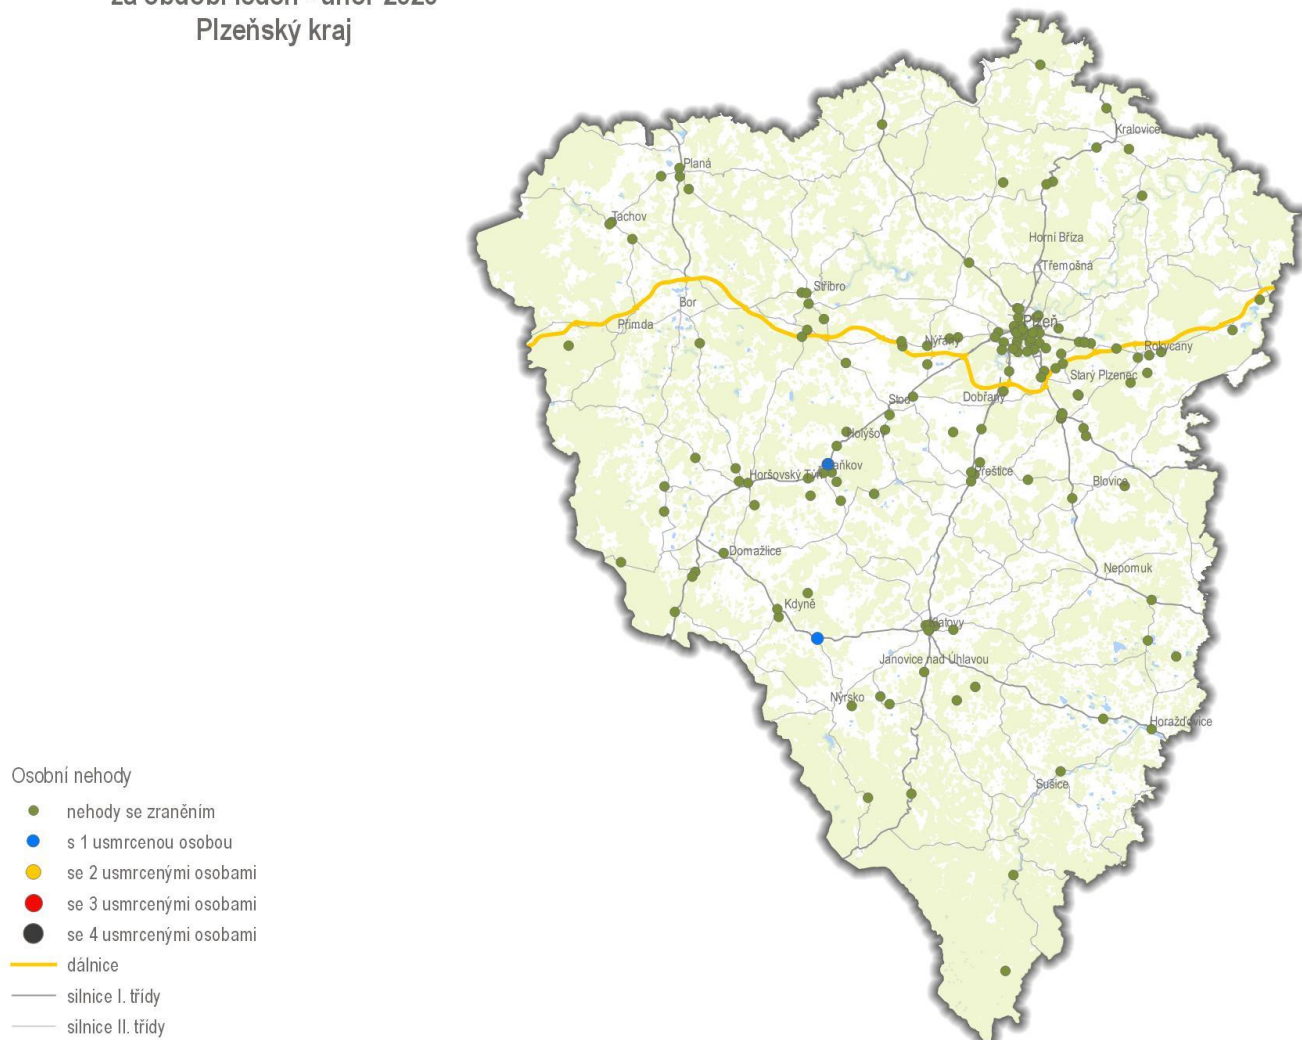 Plzeňský kraj
Kralovice
Planá
Tachov
Horní Bříza
Třemošná
Stříbro
Bor
Přimda
Plzeň
Nýřany
Rokycany
Starý Plzenec
Stod
Dobřany
Holýšov
Staňkov
Horšovský Týn
Přeštice
Blovice
Domažlice
Nepomuk
Kdyně
Klatovy
Janovice nad Úhlavou
Nýrsko
Horažďovice
Sušice
Osobní nehody
nehody se zraněním
s 1 usmrcenou osobou
se 2 usmrcenými osobami
se 3 usmrcenými osobami
se 4 usmrcenými osobami
dálnice
silnice I. třídy
silnice II. třídy